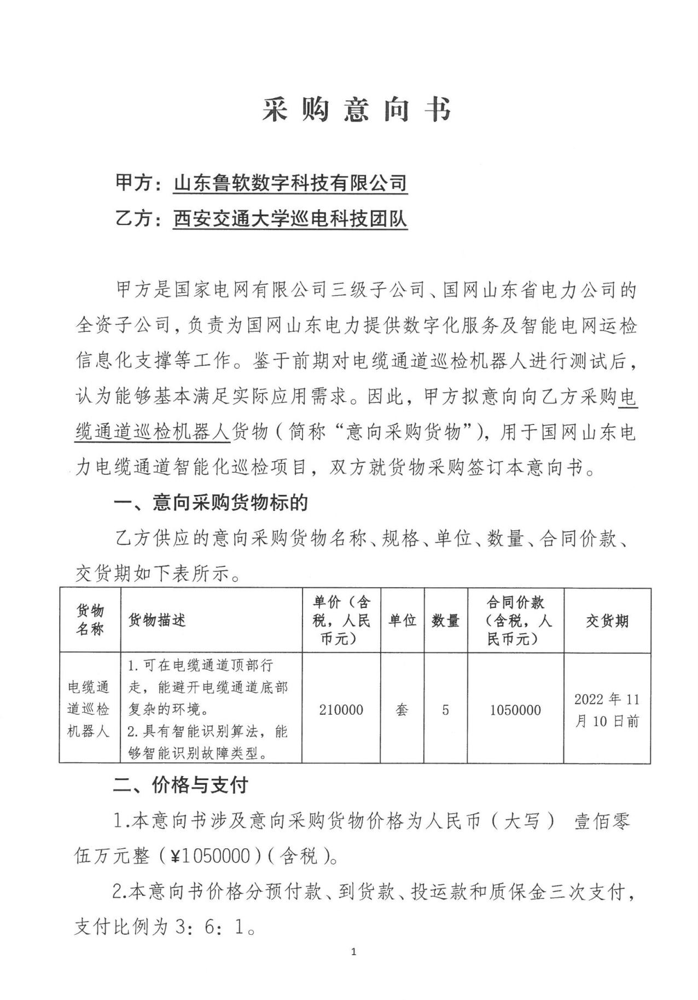 采购意向书
甲方：山东鲁软数字科技有限公司
乙方：西安交通大学巡电科技团队
甲方是国家电网有限公司三级子公司、国网山东省电力公司的
全资子公司，负责为国网山东电力提供数字化服务及智能电网运检
信息化支撑等工作。鉴于前期对电缆通道巡检机器人进行测试后，
认为能够基本满足实际应用需求。因此，甲方拟意向向乙方采购电
缆通道巡检机器人货物（简称“意向采购货物”），用于国网山东电
力电缆通道智能化巡检项目，双方就货物采购签订本意向书。
一、意向采购货物标的
乙方供应的意向采购货物名称、规格、单位、数量、合同价款、
交货期如下表所示。
货物
名称
货物描述
单价（含
税，人民
币元）
单位
数量
合同价款
（含税，人
民币元）
交货期
电缆通
道巡检
机器人
1.可在电缆通道顶部行
走，能避开电缆通道底部
复杂的环境。
2.具有智能识别算法，能
够智能识别故障类型。
210000
套
5
1050000
2022 年 11
月 10 日前
二、价格与支付
1.本意向书涉及意向采购货物价格为人民币（大写） 壹佰零
伍万元整（¥1050000）（含税）。
2.本意向书价格分预付款、到货款、投运款和质保金三次支付，
支付比例为 3：6：1。
1